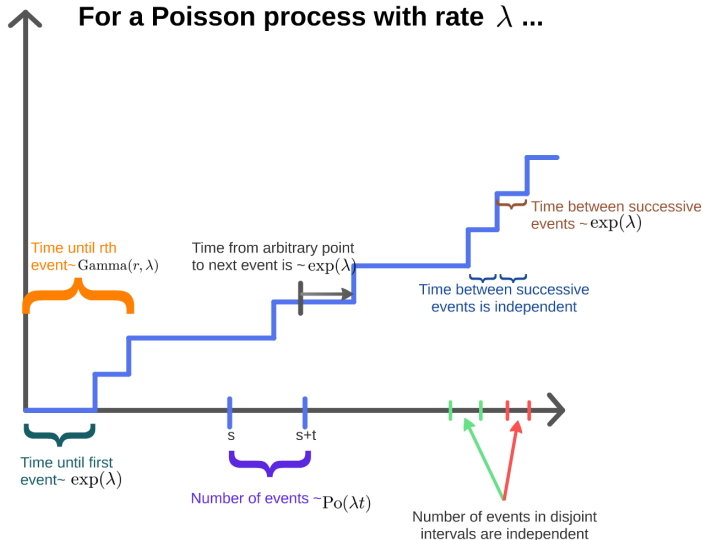 For a Poisson process with rate λ ...
Time between successive
events ~ exp(λ)
Time until rth
event~Gamma(r, λ)
Time from arbitrary point
to next event is ~exp(λ)
Time between successive
events is independent
s
s+t
Time until first
event~ exp(λ)
Number of events ~Po(λt)
Number of events in disjoint
intervals are independent